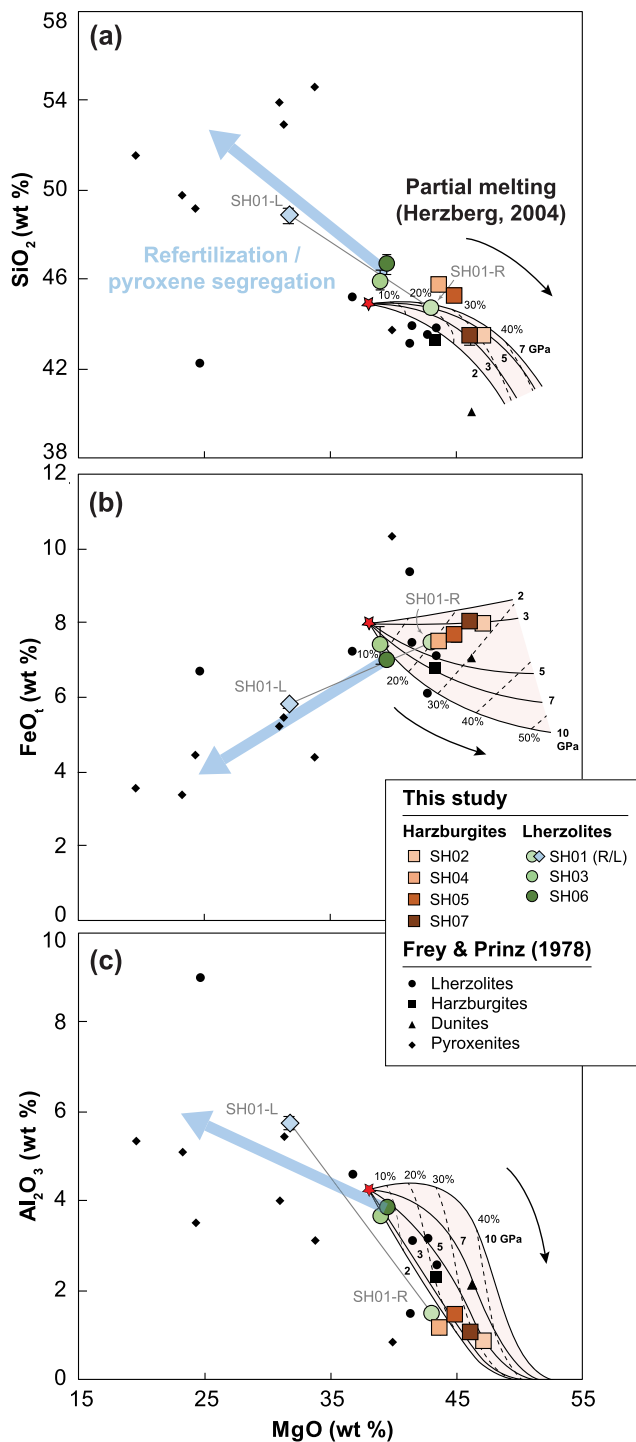 (a)
58
54
50
46
42
38
SiO2 (wt %)
SH01-L
Partial melting
(Herzberg, 2004)
Refertilization /
pyroxene segregation
SH01-R
10%
20%
30%
40%
7 GPa
5
3
2
(b)
12
10
8
6
4
2
0
FeOt (wt %)
SH01-R
SH01-L
2
3
5
7
10
GPa
10%
20%
30%
40%
50%
This study
Harzburgites
SH02
SH04
SH05
SH07
Lherzolites
SH01 (R/L)
SH03
SH06
Frey & Prinz (1978)
Lherzolites
Harzburgites
Dunites
Pyroxenites
(c)
10
8
6
4
2
0
Al2O3 (wt %)
SH01-L
SH01-R
10%
20%
30%
40%
10 GPa
7
5
3
2
15
25
35
45
55
MgO (wt %)